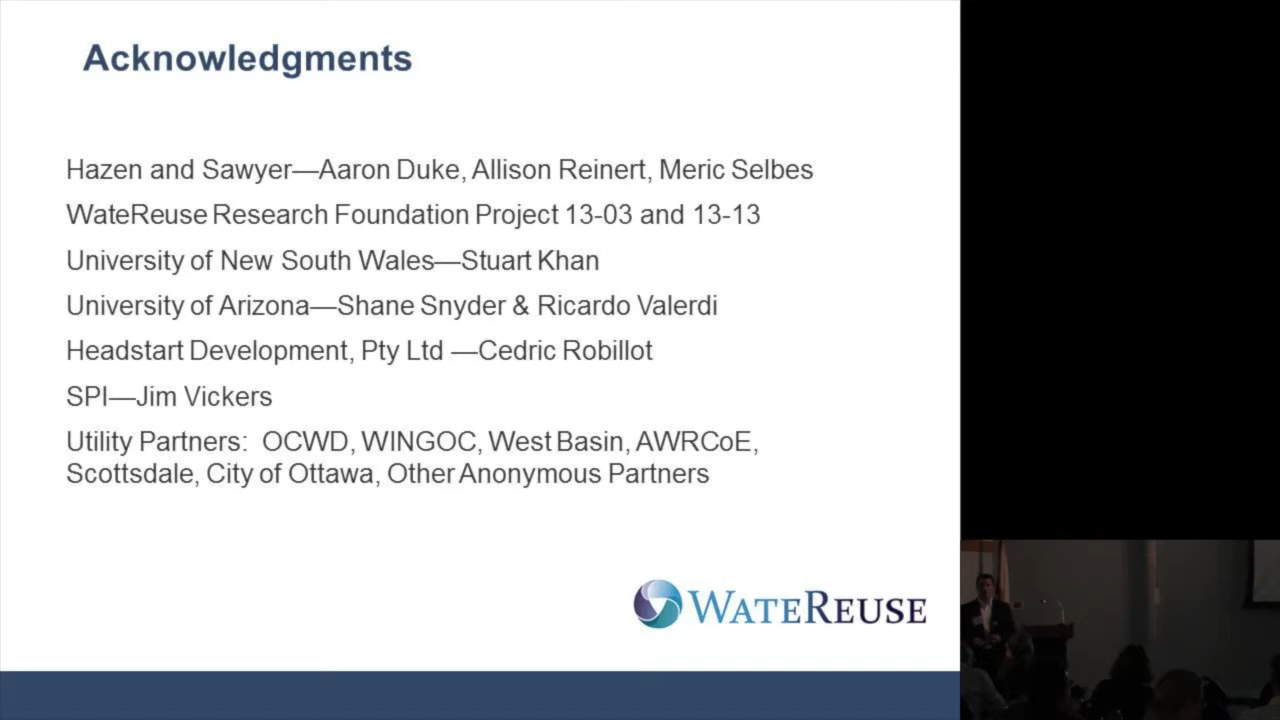 Acknowledgments
Hazen and Sawyer—Aaron Duke, Allison Reinert, Meric Selbes
WateReuse Research Foundation Project 13-03 and 13-13
University of New South Wales—Stuart Khan
University of Arizona—Shane Snyder & Ricardo Valerdi
Headstart Development, Pty Ltd —Cedric Robillot
SPI—Jim Vickers
Utility Partners:  OCWD, WINGOC, West Basin, AWRCoE,
Scottsdale, City of Ottawa, Other Anonymous Partners
WATEREUSE